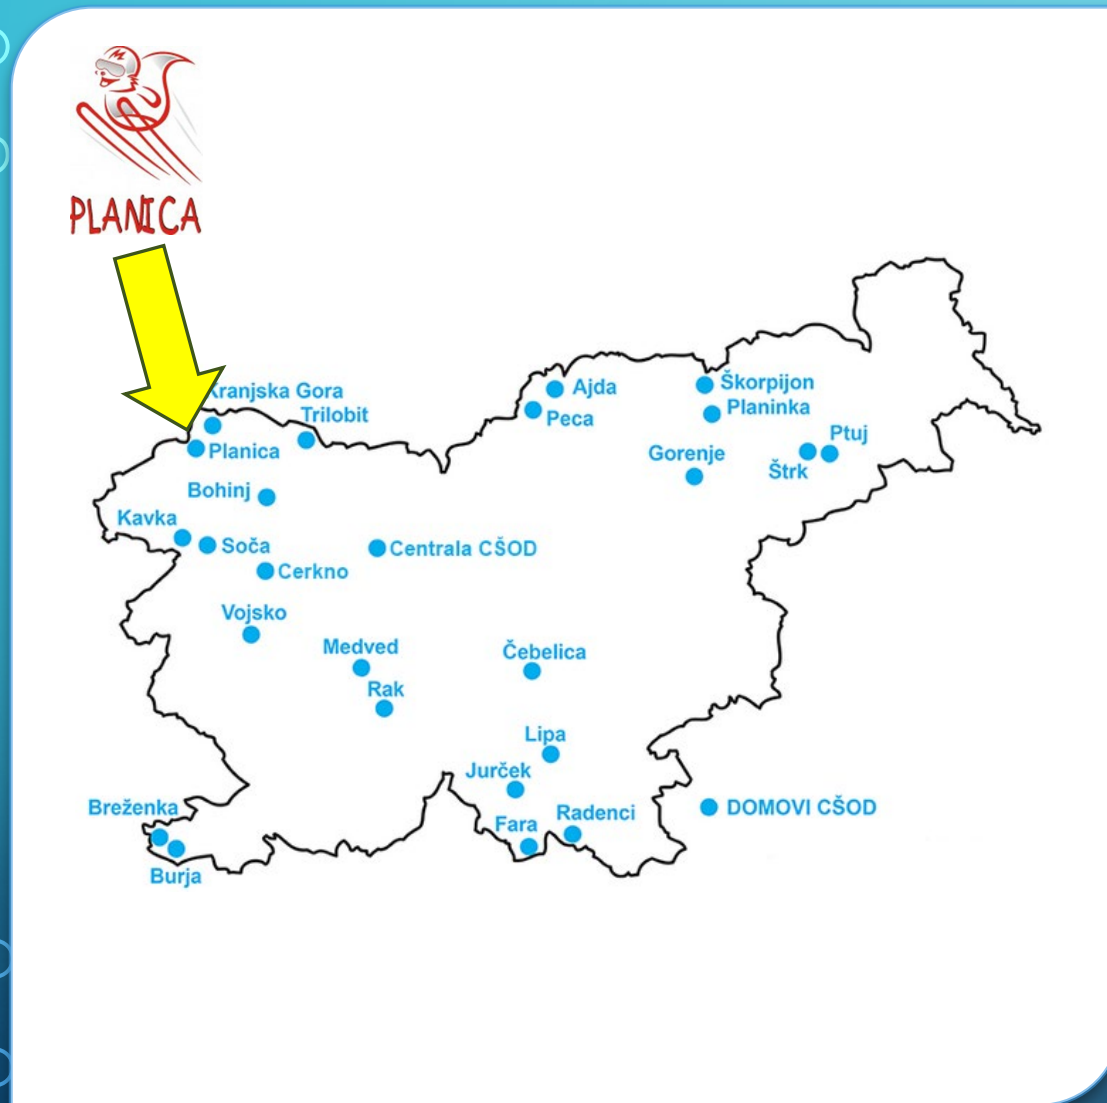 PLANICA
Kranjska Gora
Trilobit
Planica
Bohinj
Kavka
Soča
Cerkno
Centrala CŠOD
Vojsko
Medved
Rak
Ajda
Peca
Škorpijon
Planinka
Gorenje
Ptuj
Štrk
Čebelica
Lipa
Jurček
Fara
Radenci
DOMOVI CŠOD
Breženka
Burja